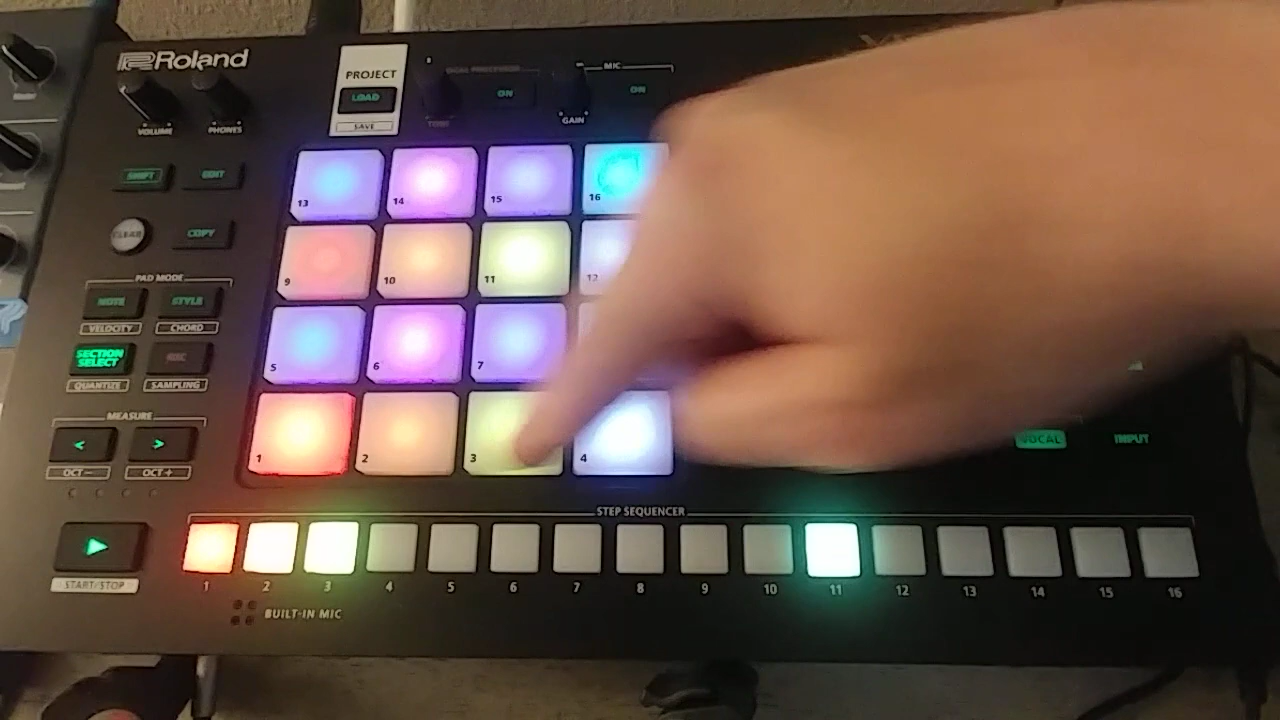 Roland
VOLUME
PHONES
PROJECT
LOAD
SAVE
TONE
ON
MIC
ON
GAIN
SHIFT
EDIT
CLEAR
COPY
PAD MODE
NOTE
STYLE
VELOCITY
CHORD
SECTION
SELECT
REC
QUANTIZE
SAMPLING
MEASURE
<
>
OCT -
OCT +
13
14
15
16
9
10
11
12
5
6
7
1
2
3
4
VOCAL
INPUT
STEP SEQUENCER
START/STOP
1
2
3
4
5
6
7
8
9
10
11
12
13
14
15
16
BUILT-IN MIC